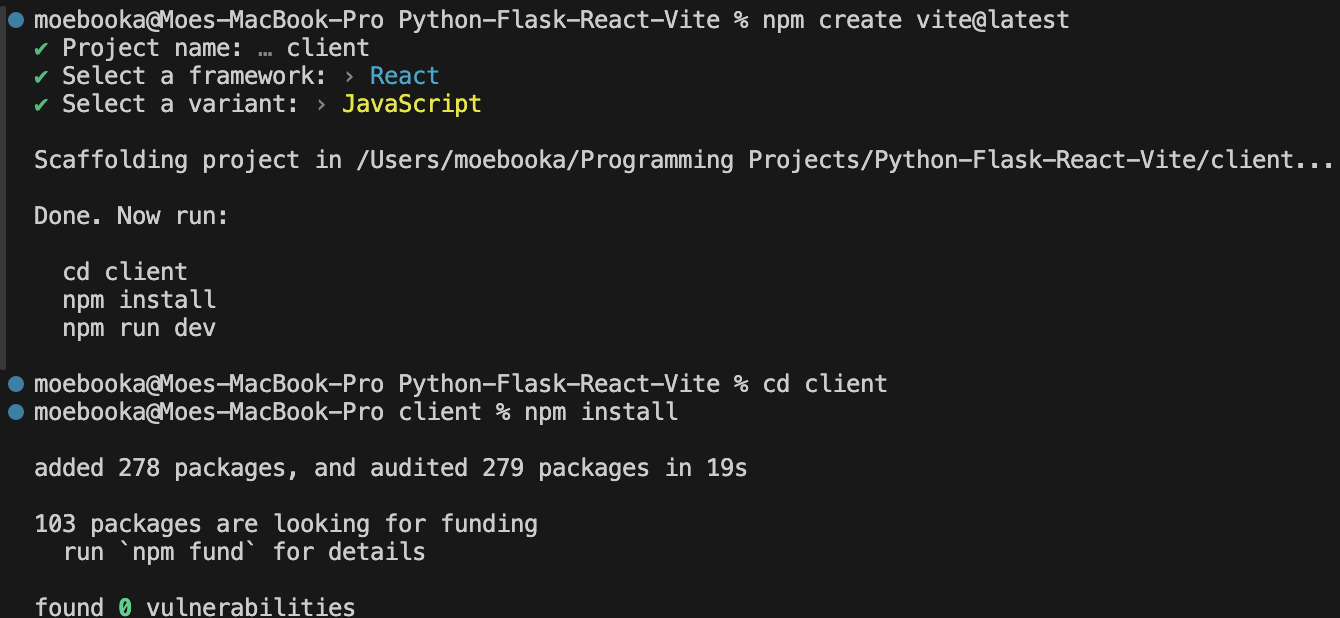 moebooka@Moes-MacBook-Pro Python-Flask-React-Vite % npm create vite@latest
✔ Project name: … client
✔ Select a framework: › React
✔ Select a variant: › JavaScript
Scaffolding project in /Users/moebooka/Programming Projects/Python-Flask-React-Vite/client...
Done. Now run:
cd client
npm install
npm run dev
moebooka@Moes-MacBook-Pro Python-Flask-React-Vite % cd client
moebooka@Moes-MacBook-Pro client % npm install
added 278 packages, and audited 279 packages in 19s
103 packages are looking for funding
run `npm fund` for details
found 0 vulnerabilities